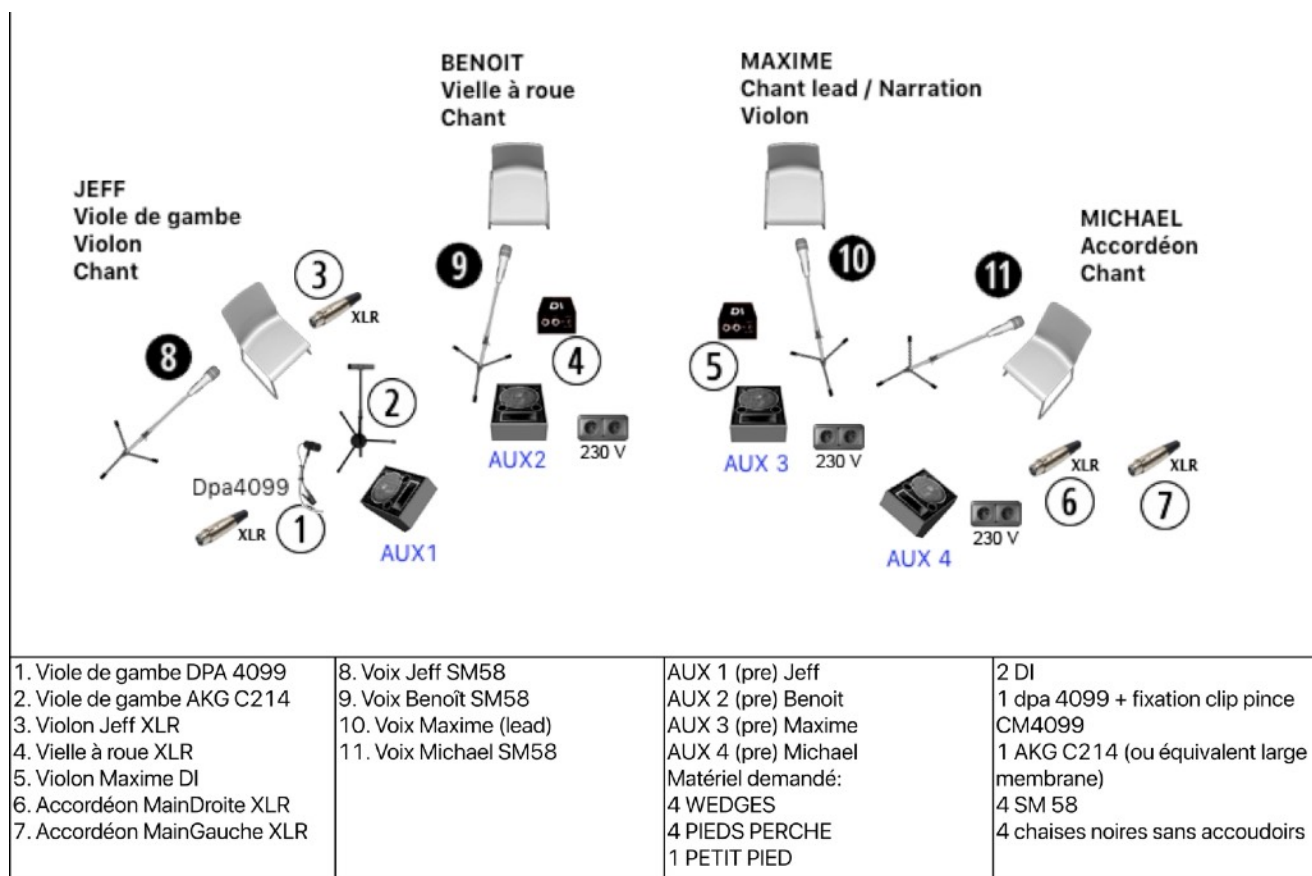 BENOIT
Vielle à roue
Chant
MAXIME
Chant lead / Narration
Violon
JEFF
Viole de gambe
Violon
Chant
MICHAEL
Accordéon
Chant
3
XLR
9
10
11
8
DI
4
DI
5
2
AUX2
230 V
AUX 3
230 V
Dpa4099
XLR
1
AUX1
XLR
6
XLR
7
230 V
AUX 4
1. Viole de gambe DPA 4099
2. Viole de gambe AKG C214
3. Violon Jeff XLR
4. Vielle à roue XLR
5. Violon Maxime DI
6. Accordéon MainDroite XLR
7. Accordéon MainGauche XLR
8. Voix Jeff SM58
9. Voix Benoît SM58
10. Voix Maxime (lead)
11. Voix Michael SM58
AUX 1 (pre) Jeff
AUX 2 (pre) Benoit
AUX 3 (pre) Maxime
AUX 4 (pre) Michael
Matériel demandé:
4 WEDGES
4 PIEDS PERCHE
1 PETIT PIED
2 DI
1 dpa 4099 + fixation clip pince
CM4099
1 AKG C214 (ou équivalent large
membrane)
4 SM 58
4 chaises noires sans accoudoirs